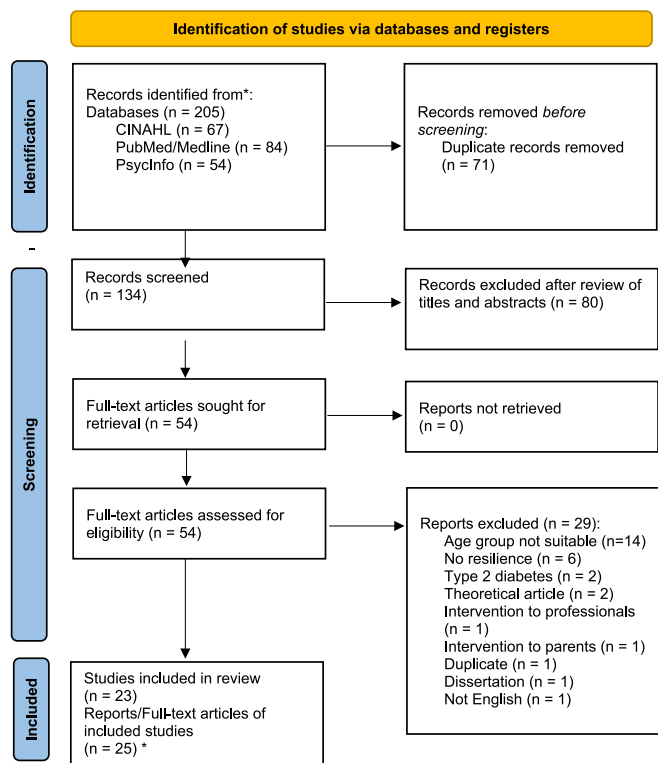 Identification of studies via databases and registers
Identification
Records identified from*:
Databases (n = 205)
CINAHL (n = 67)
PubMed/Medline (n = 84)
PsycInfo (n = 54)
Records removed before
screening:
Duplicate records removed
(n = 71)
-
Screening
Records screened
(n = 134)
Records excluded after review of
titles and abstracts (n = 80)
Full-text articles sought for
retrieval (n = 54)
Reports not retrieved
(n = 0)
Full-text articles assessed for
eligibility (n = 54)
Reports excluded (n = 29):
Age group not suitable (n=14)
No resilience (n = 6)
Type 2 diabetes (n = 2)
Theoretical article (n = 2)
Intervention to professionals
(n = 1)
Intervention to parents (n = 1)
Duplicate (n = 1)
Dissertation (n = 1)
Not English (n = 1)
Included
Studies included in review
(n = 23)
Reports/Full-text articles of
included studies
(n = 25) *